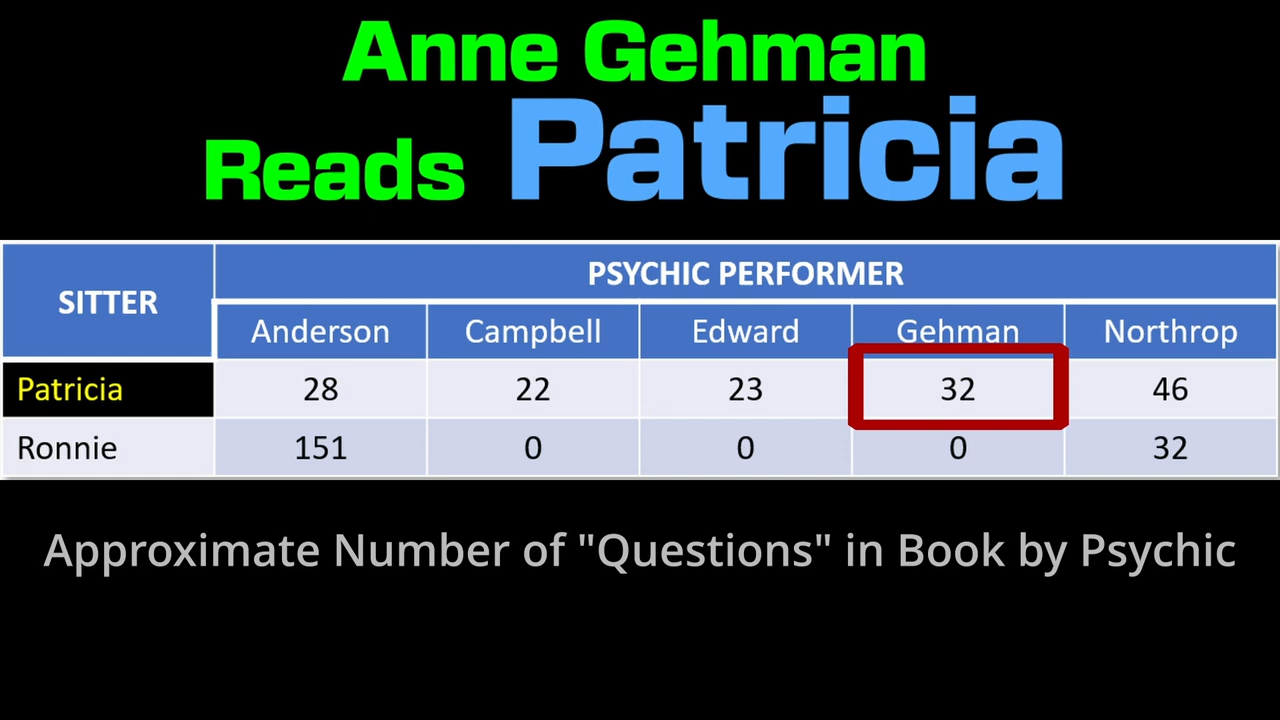 Anne Gehman
Reads Patricia
SITTER
PSYCHIC PERFORMER
Anderson Campbell Edward Gehman Northrop
Patricia 28 22 23 32 46
Ronnie 151 0 0 0 32
Approximate Number of "Questions" in Book by Psychic